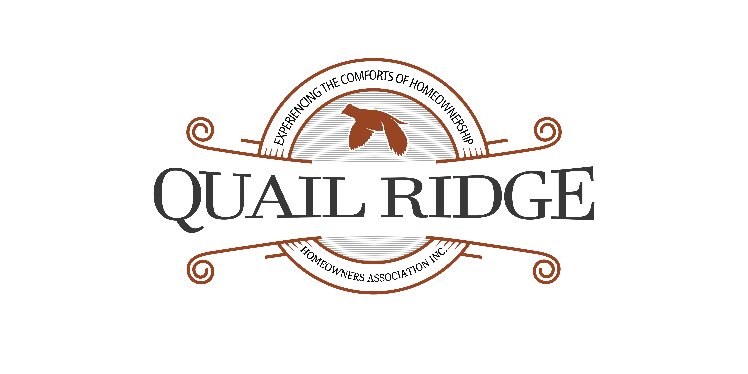 EXPERIENCING THE COMFORTS OF HOMEOWNERSHIP
QUAIL RIDGE
HOMEOWNERS ASSOCIATION INC.